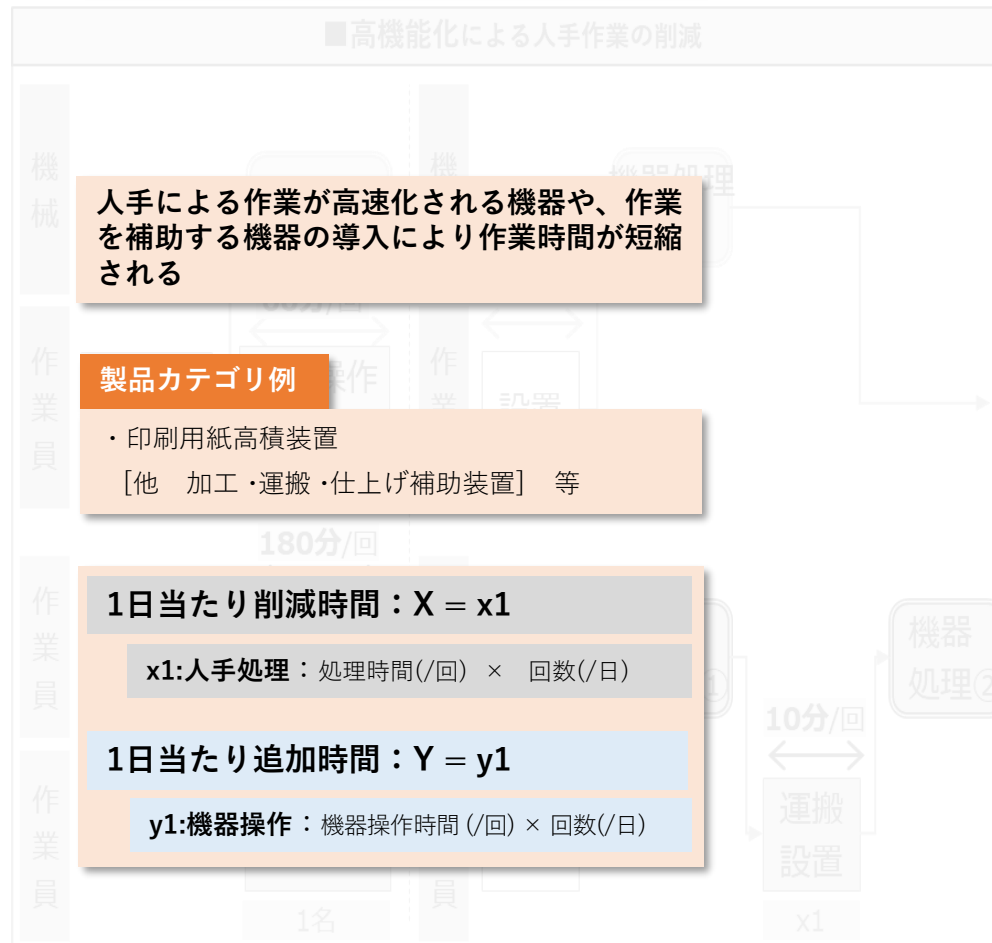 ■高機能化による人手作業の削減
機械
機
機器処理
人手による作業が高速化される機器や、作業
を補助する機器の導入により作業時間が短縮
される
作業員
操作
作業
設置
製品カテゴリ例
・印刷用紙高積装置
[他　加工・運搬・仕上げ補助装置]　等
180分/回
1日当たり削減時間：X = x1
x1:人手処理：処理時間(/回)　×　回数(/日)
作業員
機器
処理②
10分/回
1日当たり追加時間：Y = y1
y1:機器操作：機器操作時間 (/回) × 回数(/日)
作業員
運搬
設置
員
1名
x1